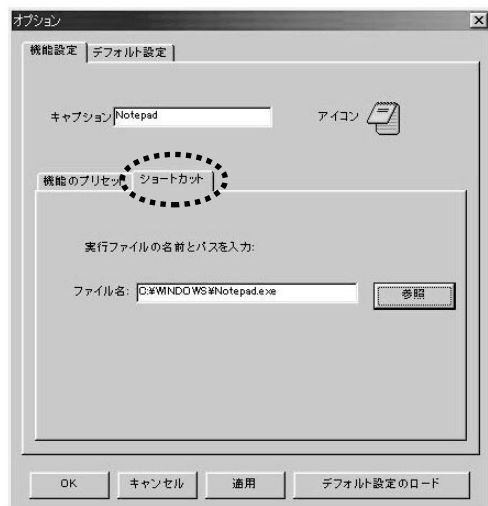 オプション
機能設定 デフォルト設定
キャプション Notepad アイコン
機能のプリセット ショートカット
実行ファイルの名前とパスを入力:
ファイル名: C:¥WINDOWS¥Notepad.exe 参照
OK キャンセル 適用 デフォルト設定のロード